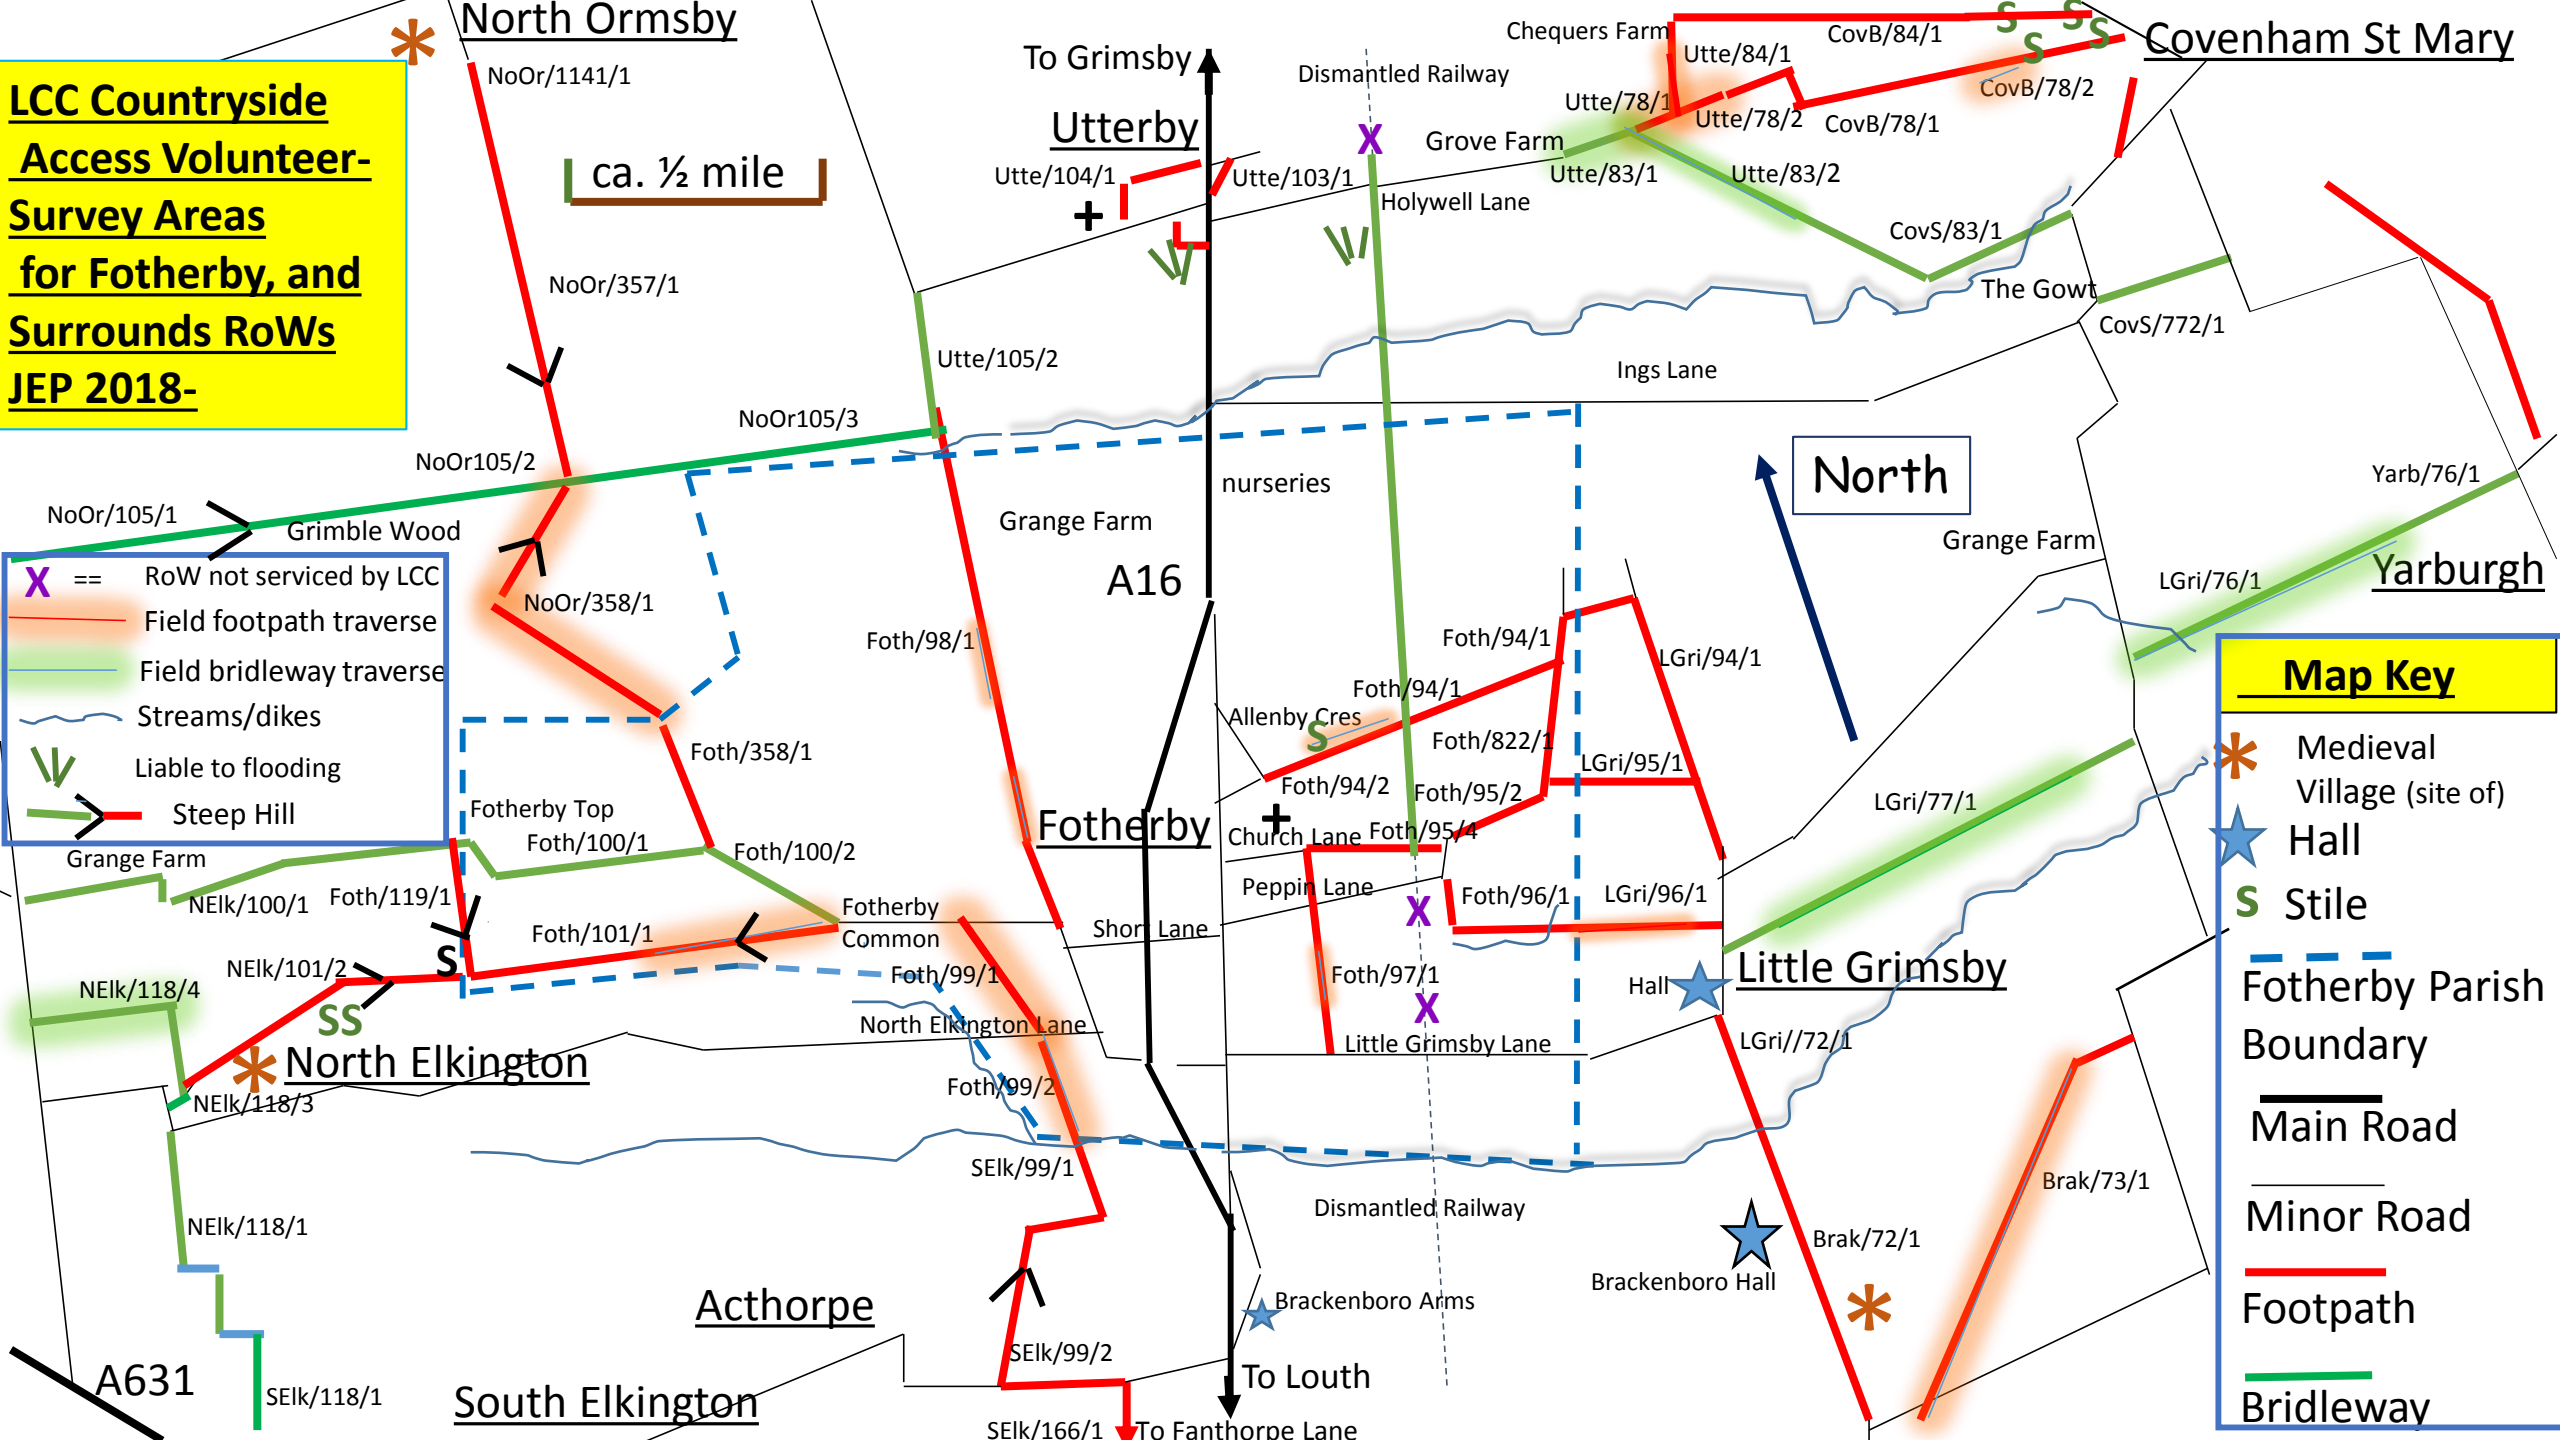 North Ormsby
Chequers Farm
CovB/84/1
S
S
S
S
Covenham St Mary
To Grimsby
Dismantled Railway
Utte/84/1
NoOr/1141/1
LCC Countryside
Access Volunteer-
Survey Areas
for Fotherby, and
Surrounds RoWs
JEP 2018-
Utte/78/1
CovB/78/2
Utterby
X
Grove Farm
Utte/78/2
CovB/78/1
ca. ½ mile
Utte/104/1
Utte/103/1
Utte/83/1
Utte/83/2
Holywell Lane
CovS/83/1
NoOr/357/1
The Gowt
CovS/772/1
Utte/105/2
Ings Lane
NoOr105/3
NoOr105/2
nurseries
North
Yarb/76/1
NoOr/105/1
Grimble Wood
Grange Farm
Grange Farm
A16
Yarburgh
LGri/76/1
X == RoW not serviced by LCC
Field footpath traverse
Field bridleway traverse
Streams/dikes
Liable to flooding
Steep Hill
NoOr/358/1
Foth/98/1
Foth/94/1
LGri/94/1
Foth/94/1
Allenby Cres
S
Foth/822/1
Foth/358/1
LGri/95/1
Foth/94/2
Foth/95/2
LGri/77/1
Fotherby Top
Fotherby
Church Lane
Foth/95/4
Foth/100/1
Foth/100/2
Grange Farm
Peppin Lane
NElk/100/1
Foth/119/1
Foth/96/1
LGri/96/1
X
Fotherby
Common
Short Lane
Foth/101/1
S
NElk/101/2
Foth/99/1
Foth/97/1
Little Grimsby
Hall
NElk/118/4
X
SS
North Elkington Lane
Little Grimsby Lane
LGri//72/1
North Elkington
NElk/118/3
Foth/99/2
SElk/99/1
Brak/73/1
Dismantled Railway
NElk/118/1
Brak/72/1
Brackenboro Hall
Acthorpe
Brackenboro Arms
SElk/99/2
A631
To Louth
SElk/118/1
South Elkington
SElk/166/1
To Fanthorpe Lane
Map Key
Medieval
Village (site of)
Hall
S Stile
Fotherby Parish
Boundary
Main Road
Minor Road
Footpath
Bridleway